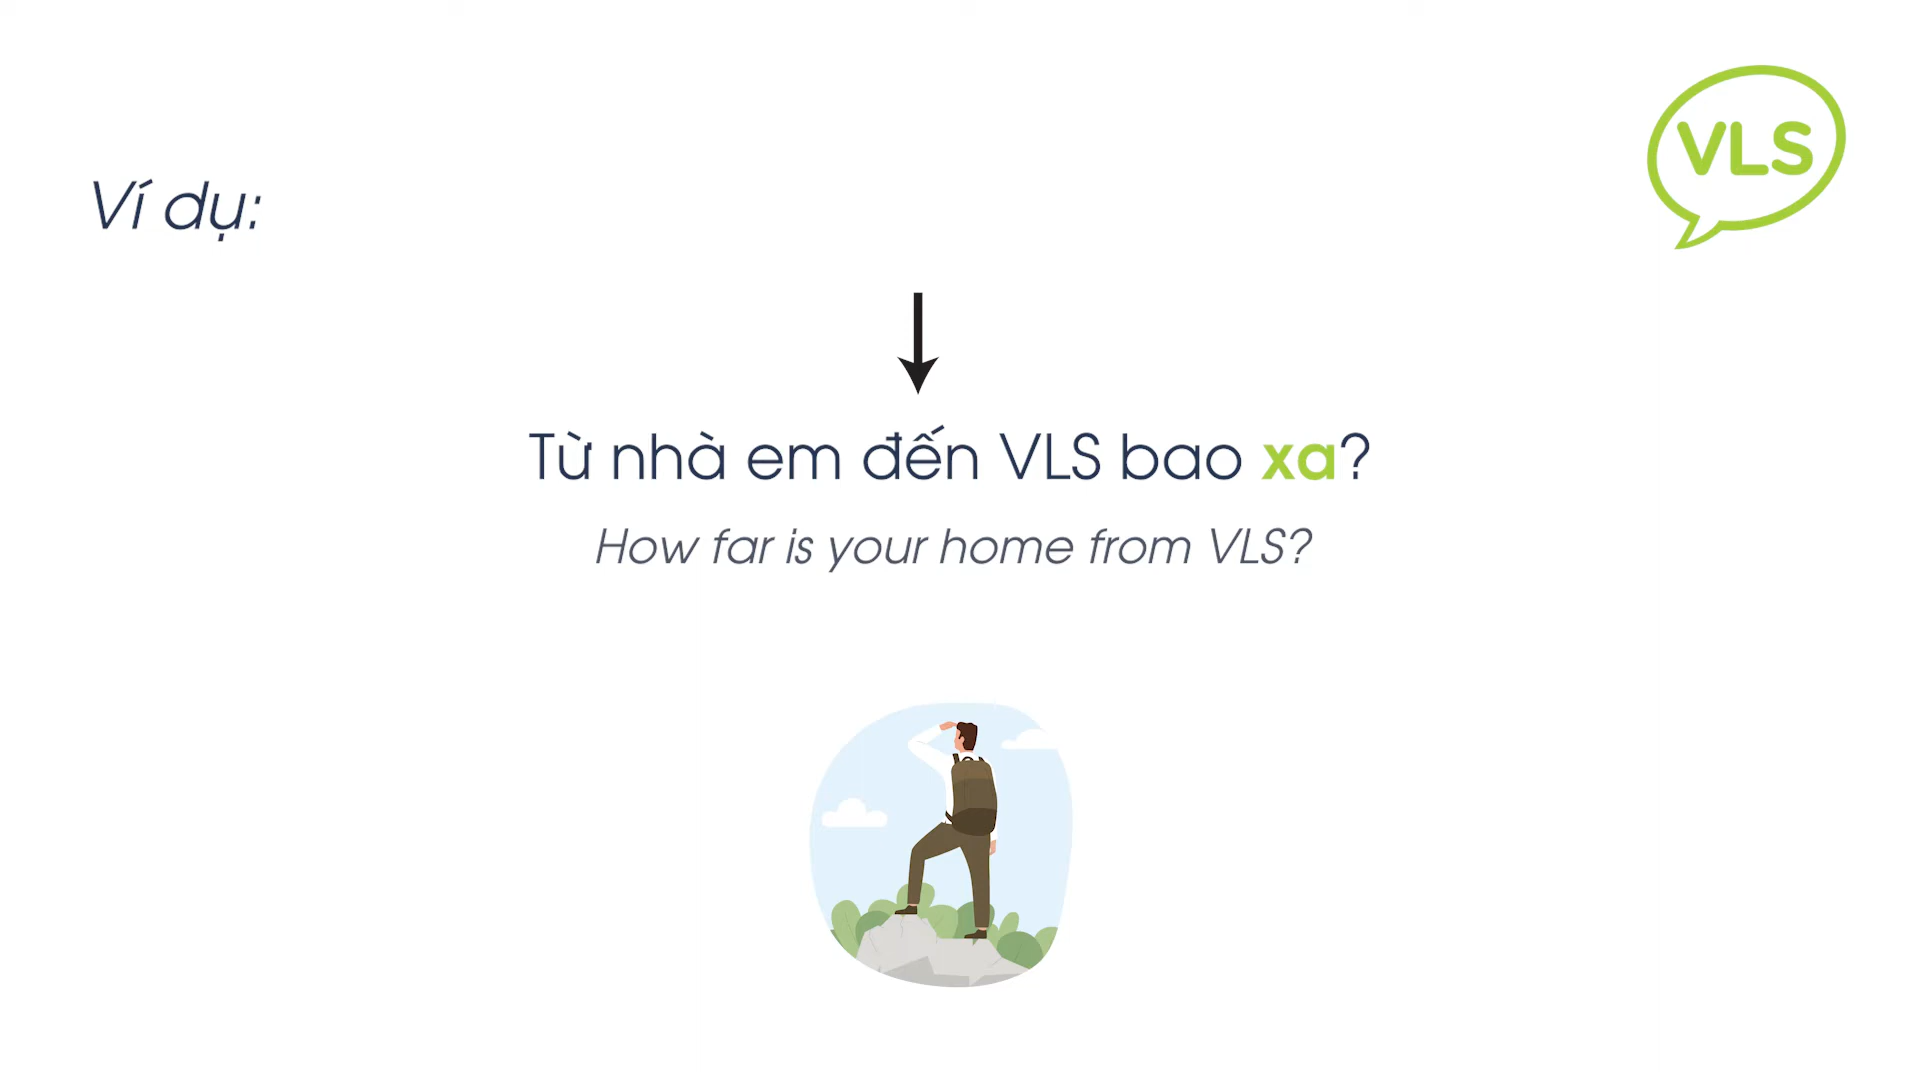 VLS
Ví dụ:
Từ nhà em đến VLS bao xa?
How far is your home from VLS?